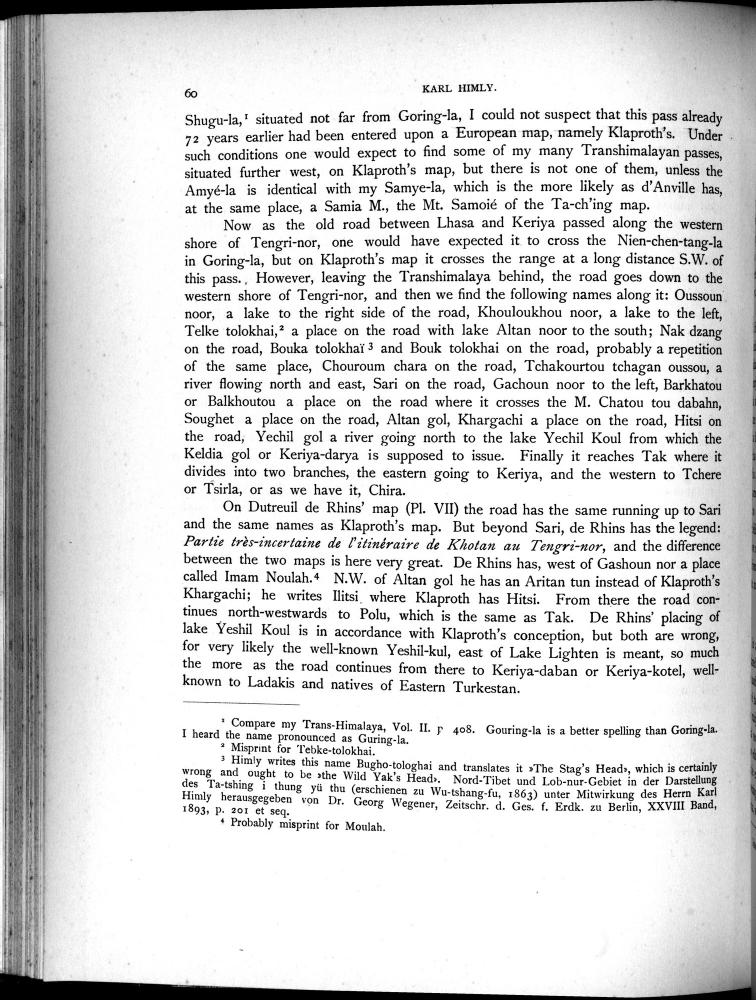 60
KARL HIMLY.
Shugu-la,¹ situated not far from Goring-la, I could not suspect that this pass already
72 years earlier had been entered upon a European map, namely Klaproth's. Under
such conditions one would expect to find some of my many Transhimalayan passes,
situated further west, on Klaproth's map, but there is not one of them, unless the
Amyé-la is identical with my Samye-la, which is the more likely as d'Anville has,
at the same place, a Samia M., the Mt. Samoié of the Ta-ch'ing map.
Now as the old road between Lhasa and Keriya passed along the western
shore of Tengri-nor, one would have expected it to cross the Nien-chen-tang-la
in Goring-la, but on Klaproth's map it crosses the range at a long distance S.W. of
this pass. However, leaving the Transhimalaya behind, the road goes down to the
western shore of Tengri-nor, and then we find the following names along it: Oussoun
noor, a lake to the right side of the road, Khouloukhou noor, a lake to the left,
Telke tolokhai,² a place on the road with lake Altan noor to the south; Nak dzang
on the road, Bouka tolokhaï³ and Bouk tolokhai on the road, probably a repetition
of the same place, Chouroum chara on the road, Tchakourtou tchagan oussou, a
river flowing north and east, Sari on the road, Gachoun noor to the left, Barkhatou
or Balkhoutou a place on the road where it crosses the M. Chatou tou dabahn,
Soughet a place on the road, Altan gol, Khargachi a place on the road, Hitsi on
the road, Yechil gol a river going north to the lake Yechil Koul from which the
Keldia gol or Keriya-darya is supposed to issue. Finally it reaches Tak where it
divides into two branches, the eastern going to Keriya, and the western to Tchere
or Tsirla, or as we have it, Chira.
On Dutreuil de Rhins' map (Pl. VII) the road has the same running up to Sari
and the same names as Klaproth's map. But beyond Sari, de Rhins has the legend:
Partie très-incertaine de l'itinéraire de Khotan au Tengri-nor, and the difference
between the two maps is here very great. De Rhins has, west of Gashoun nor a place
called Imam Noulah.⁴ N.W. of Altan gol he has an Aritan tun instead of Klaproth's
Khargachi; he writes Ilitsi where Klaproth has Hitsi. From there the road con-
tinues north-westwards to Polu, which is the same as Tak. De Rhins' placing of
lake Yeshil Koul is in accordance with Klaproth's conception, but both are wrong,
for very likely the well-known Yeshil-kul, east of Lake Lighten is meant, so much
the more as the road continues from there to Keriya-daban or Keriya-kotel, well-
known to Ladakis and natives of Eastern Turkestan.
¹ Compare my Trans-Himalaya, Vol. II. p 408. Gouring-la is a better spelling than Goring-la.
I heard the name pronounced as Guring-la.
² Misprint for Tebke-tolokhai.
³ Himly writes this name Bugho-tologhai and translates it »The Stag's Head», which is certainly
wrong and ought to be »the Wild Yak's Head». Nord-Tibet und Lob-nur-Gebiet in der Darstellung
des Ta-tshing i thung yü thu (erschienen zu Wu-tshang-fu, 1863) unter Mitwirkung des Herrn Karl
Himly herausgegeben von Dr. Georg Wegener, Zeitschr. d. Ges. f. Erdk. zu Berlin, XXVIII Band,
1893, p. 201 et seq.
⁴ Probably misprint for Moulah.